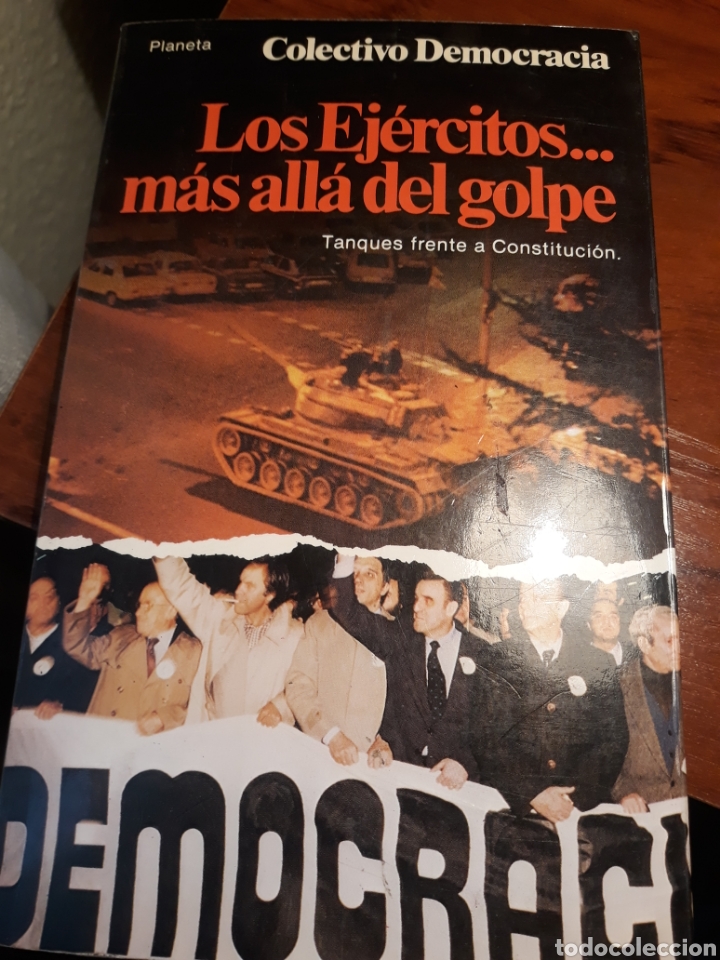 Planeta
Colectivo Democracia
Los Ejércitos...
más allá del golpe
Tanques frente a Constitución.
DEMOCRACI
todocoleccion